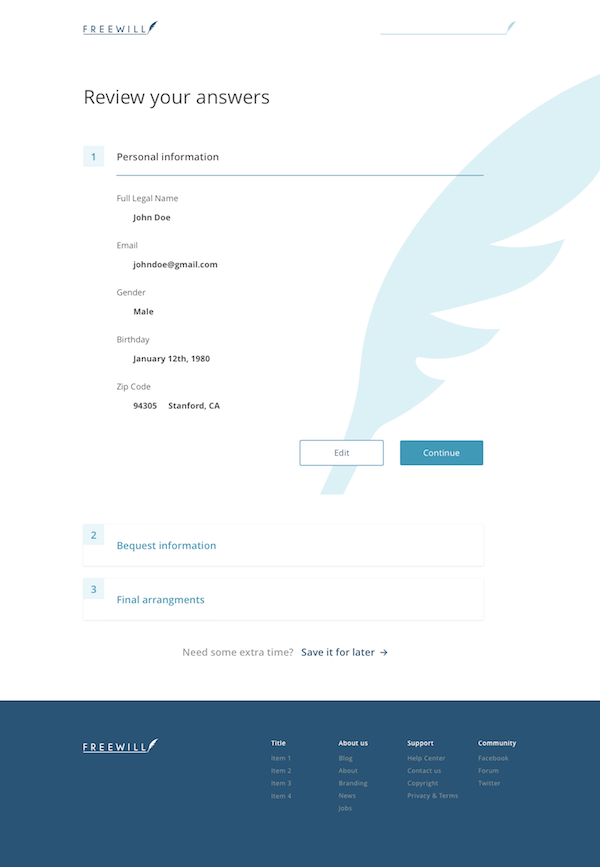 FREEWILL
Review your answers
1 Personal information
Full Legal Name
John Doe
Email
johndoe@gmail.com
Gender
Male
Birthday
January 12th, 1980
Zip Code
94305 Stanford, CA
Edit Continue
2
Bequest information
3
Final arrangments
Need some extra time? Save it for later →
FREEWILL
Title About us Support Community
Item 1 Blog Help Center Facebook
Item 2 About Contact us Forum
Item 3 Branding Copyright Twitter
Item 4 News Privacy & Terms
Jobs